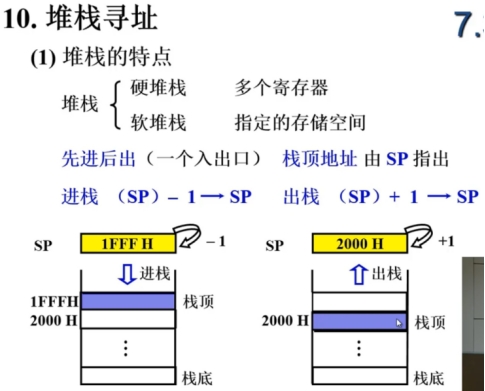 10. 堆栈寻址
7.
(1) 堆栈的特点
堆栈
硬堆栈 多个寄存器
软堆栈 指定的存储空间
先进后出（一个入出口） 栈顶地址 由 SP 指出
进栈 （SP）– 1 → SP 出栈 （SP）+ 1 → SP
SP 1FFF H – 1 SP 2000 H +1
进栈 出栈
1FFFH 栈顶
2000 H 2000 H 栈顶
⋮ ⋮
栈底 栈底